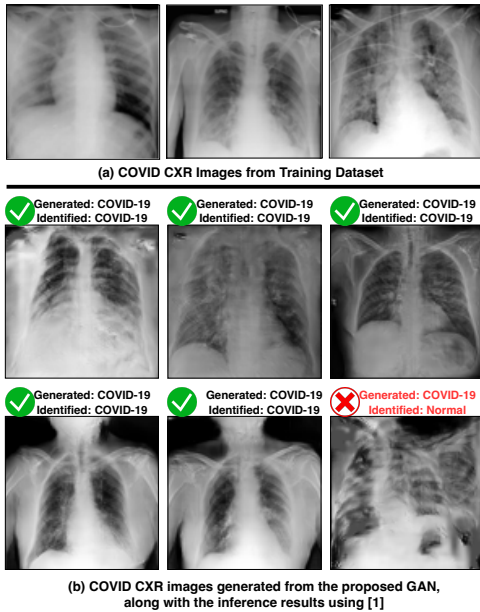 (a) COVID CXR Images from Training Dataset
Generated: COVID-19
Identified: COVID-19
Generated: COVID-19
Identified: COVID-19
Generated: COVID-19
Identified: COVID-19
Generated: COVID-19
Identified: COVID-19
Generated: COVID-19
Identified: COVID-19
Generated: COVID-19
Identified: Normal
(b) COVID CXR images generated from the proposed GAN,
along with the inference results using [1]